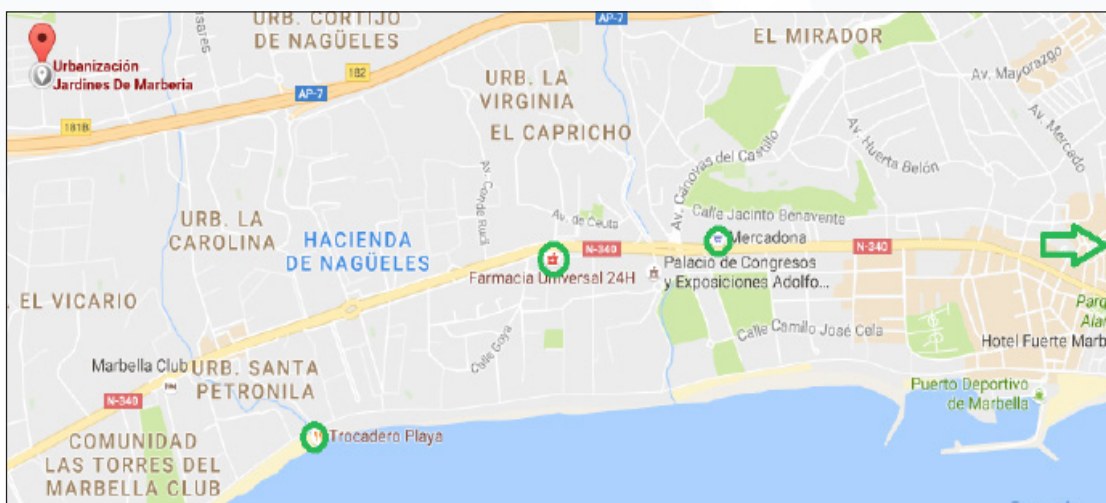 URB. CORTIJO
DE NAGÜELES
AP-7
EL MIRADOR
Urbanización
Jardines De Marberia
182
AP-7
URB. LA
VIRGINIA
Av. Mayorazgo
181B
EL CAPRICHO
Av. Mercado
Av. Huerta Belón
Av. Cánovas del Castillo
Av. Conde Rudi
URB. LA
CAROLINA
HACIENDA
DE NAGÜELES
Av. de Ceuta
Calle Jacinto Benavente
Mercadona
N-340
N-340
Farmacia Universal 24H
Palacio de Congresos
y Exposiciones Adolfo...
EL VICARIO
Calle Goya
Calle Camilo José Cela
Hotel Fuerte Marb
Marbella Club
URB. SANTA
PETRONILA
N-340
Puerto Deportivo
de Marbella
Trocadero Playa
COMUNIDAD
LAS TORRES DEL
MARBELLA CLUB